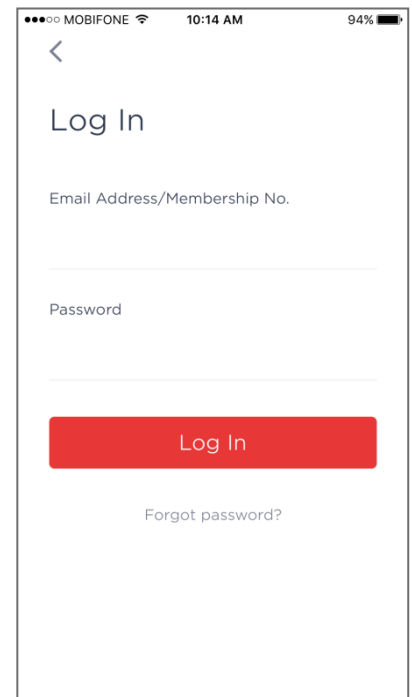 MOBIFONE 10:14 AM 94%
Log In
Email Address/Membership No.
Password
Log In
Forgot password?